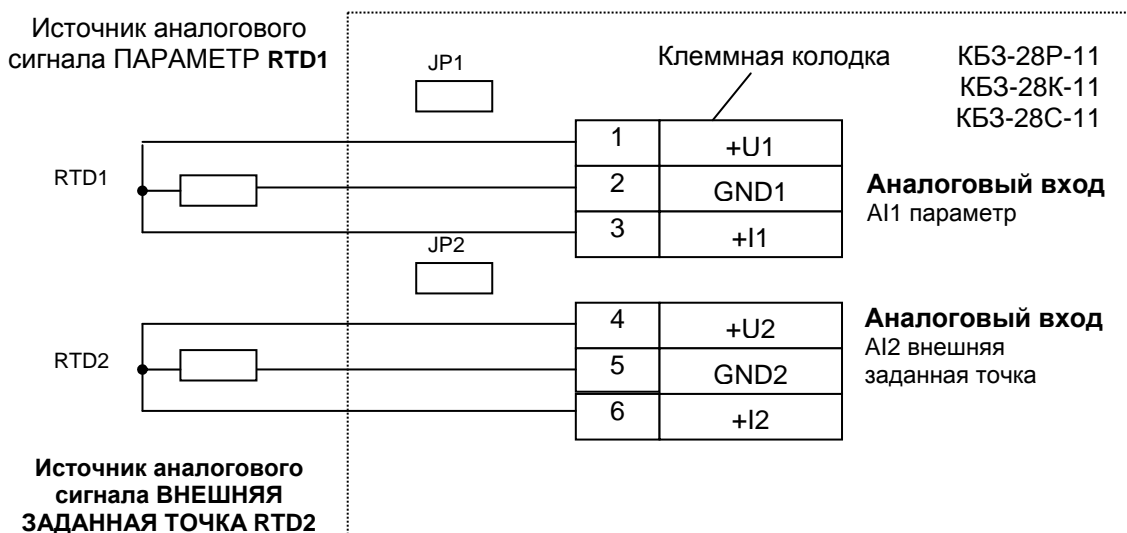 Источник аналогового
сигнала ПАРАМЕТР RTD1
JP1
Клеммная колодка
КБЗ-28Р-11
КБЗ-28К-11
КБЗ-28С-11
1
+U1
RTD1
2
GND1
Аналоговый вход
AI1 параметр
3
+I1
JP2
4
+U2
Аналоговый вход
AI2 внешняя
заданная точка
RTD2
5
GND2
6
+I2
Источник аналогового
сигнала ВНЕШНЯЯ
ЗАДАННАЯ ТОЧКА RTD2